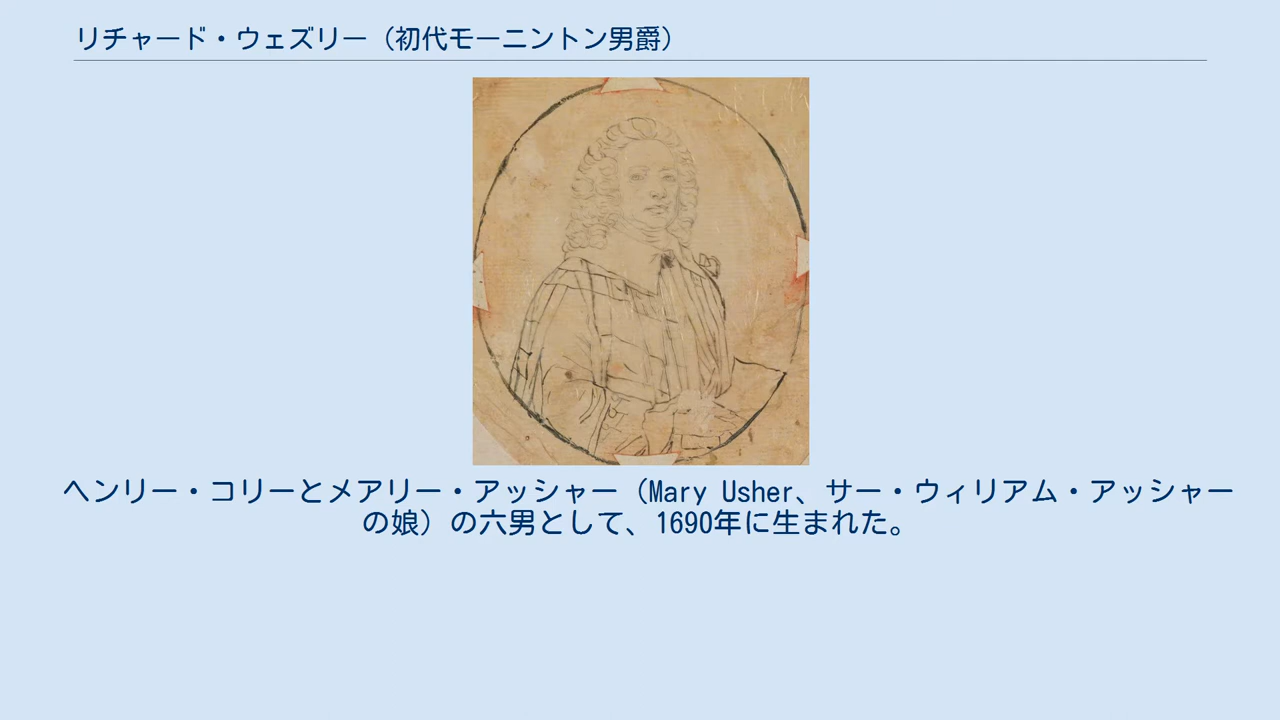 リチャード・ウェズリー（初代モーニントン男爵）
ヘンリー・コリーとメアリー・アッシャー（Mary Usher、サー・ウィリアム・アッシャー
の娘）の六男として、1690年に生まれた。